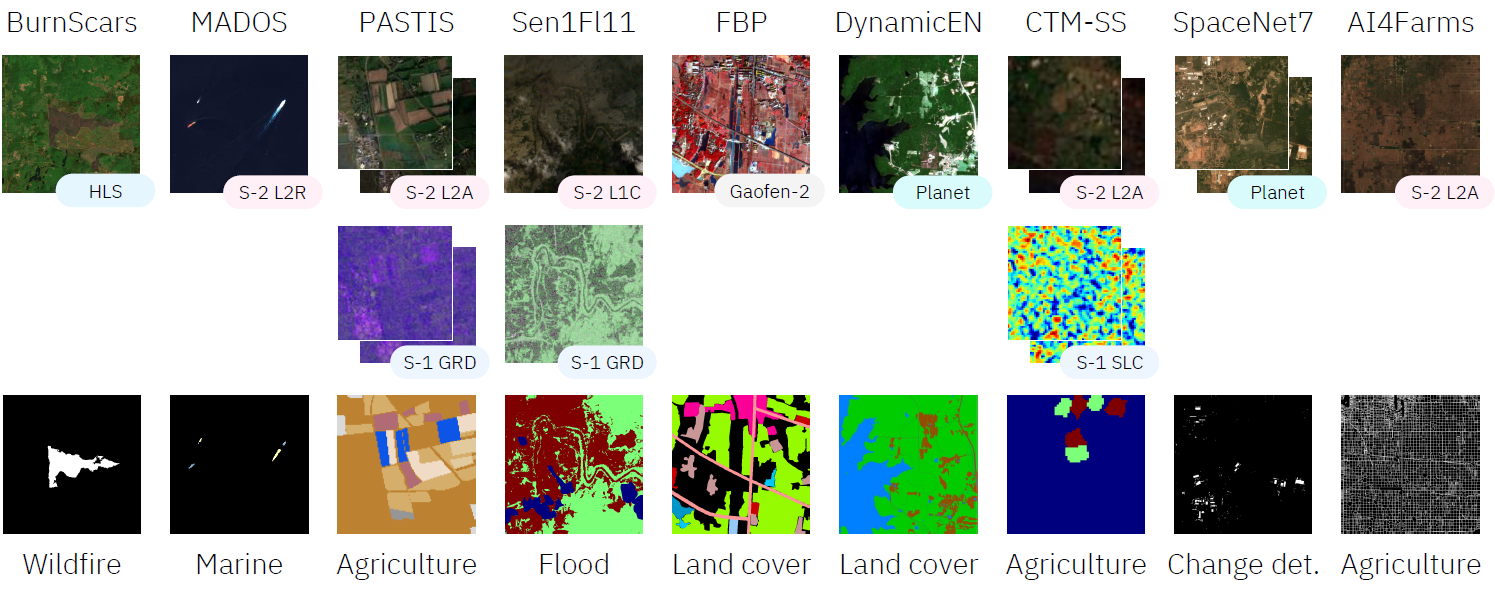 BurnScars MADOS PASTIS Sen1Fl11 FBP DynamicEN CTM-SS SpaceNet7 AI4Farms
HLS S-2 L2R S-2 L2A S-2 L1C Gaofen-2 Planet S-2 L2A Planet S-2 L2A
S-1 GRD S-1 GRD S-1 SLC
Wildfire Marine Agriculture Flood Land cover Land cover Agriculture Change det. Agriculture